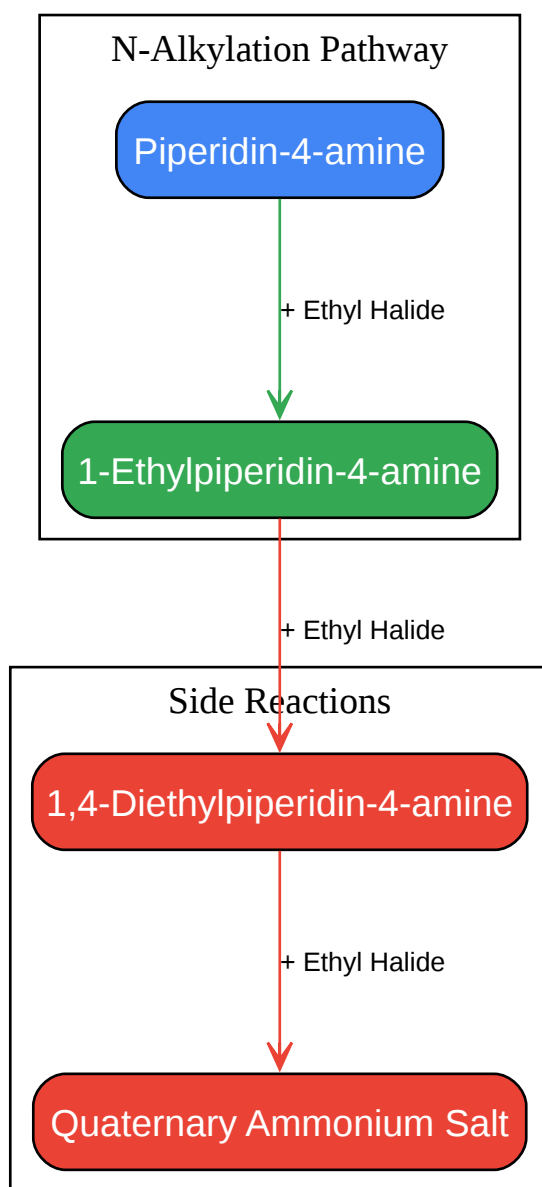 N-Alkylation Pathway
Piperidin-4-amine
+ Ethyl Halide
1-Ethylpiperidin-4-amine
+ Ethyl Halide
Side Reactions
1,4-Diethylpiperidin-4-amine
+ Ethyl Halide
Quaternary Ammonium Salt